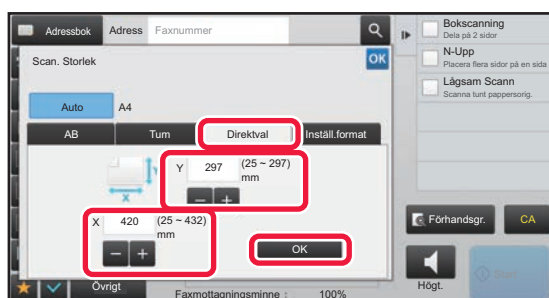 Adressbok
Adress
Faxnummer
Scan. Storlek
OK
Auto
A4
AB
Tum
Direktval
Inställ.format
Y
297
(25 ~ 297)
mm
Y
X
X
420
(25 ~ 432)
mm
OK
Övrigt
Faxmottagningsminne :
100%
Bokscanning
Dela på 2 sidor
N-Upp
Placera flera sidor på en sida
Lågsam Scann
Scanna tunt pappersorig.
Förhandsgr.
CA
Högt.
Start